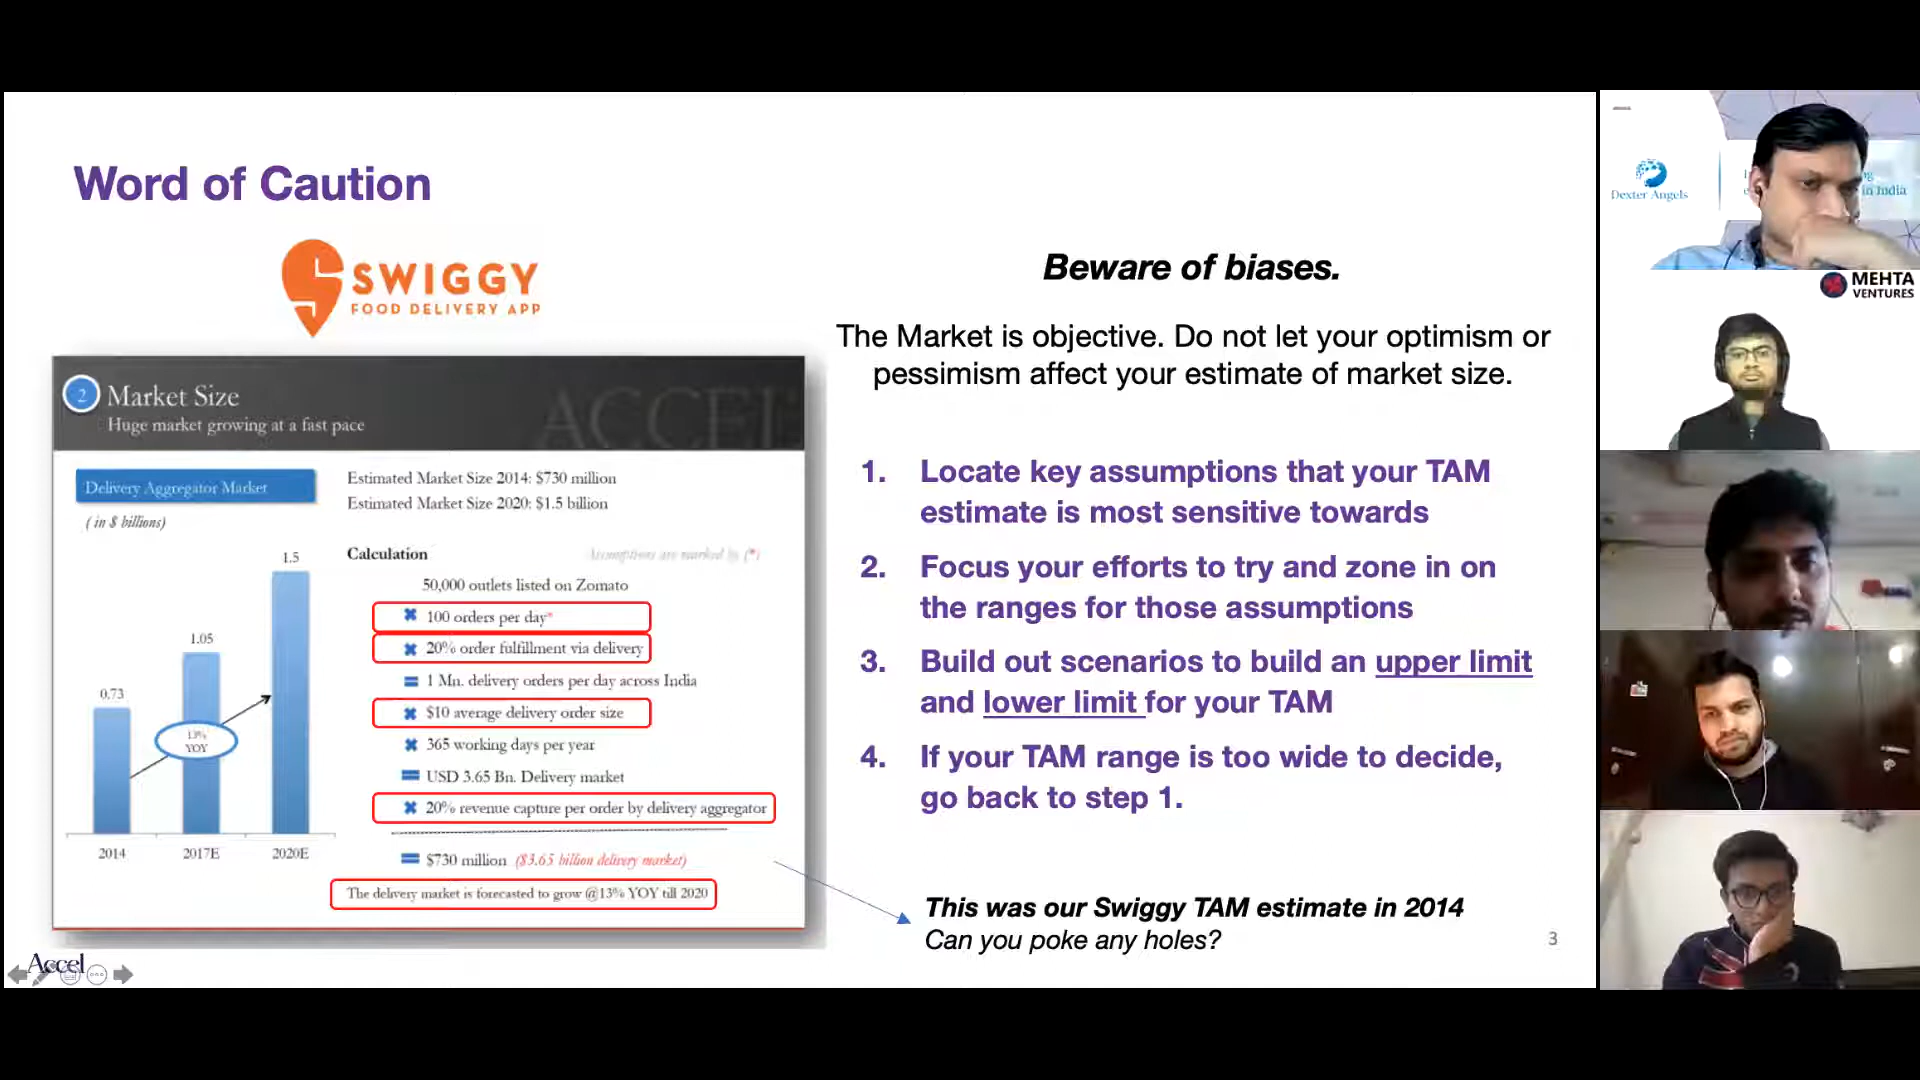 Word of Caution
SWIGGY
FOOD DELIVERY APP
2
Market Size
Huge market growing at a fast pace
ACCEL
Delivery Aggregator Market
( in $ billions)
0.73
1.05
1.5
13%
YOY
2014
2017E
2020E
Estimated Market Size 2014: $730 million
Estimated Market Size 2020: $1.5 billion
Calculation
Assumptions are marked by (*)
50,000 outlets listed on Zomato
100 orders per day*
20% order fulfillment via delivery
1 Mn. delivery orders per day across India
$10 average delivery order size
365 working days per year
USD 3.65 Bn. Delivery market
20% revenue capture per order by delivery aggregator
$730 million ($3.65 billion delivery market)
The delivery market is forecasted to grow @13% YOY till 2020
Accel
Beware of biases.
The Market is objective. Do not let your optimism or
pessimism affect your estimate of market size.
1. Locate key assumptions that your TAM
estimate is most sensitive towards
2. Focus your efforts to try and zone in on
the ranges for those assumptions
3. Build out scenarios to build an upper limit
and lower limit for your TAM
4. If your TAM range is too wide to decide,
go back to step 1.
This was our Swiggy TAM estimate in 2014
Can you poke any holes?
3
Dexter Angels
in India
MEHTA
VENTURES